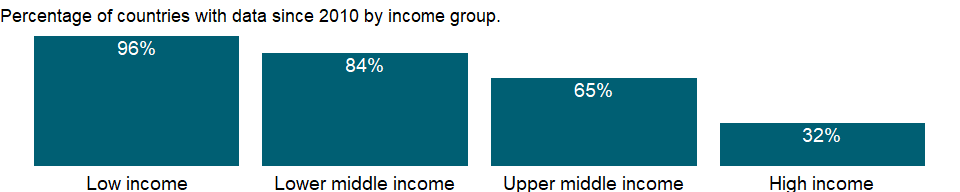 Percentage of countries with data since 2010 by income group.
96%
84%
65%
32%
Low income
Lower middle income
Upper middle income
High income